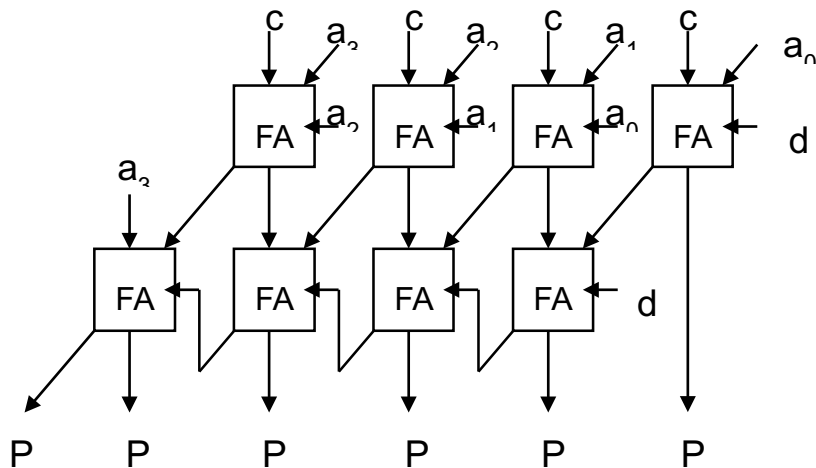 c a₃ c a₂ c a₁ c a₀
FA a₂ FA a₁ FA a₀ FA d
a₃
FA FA FA FA d
P P P P P P